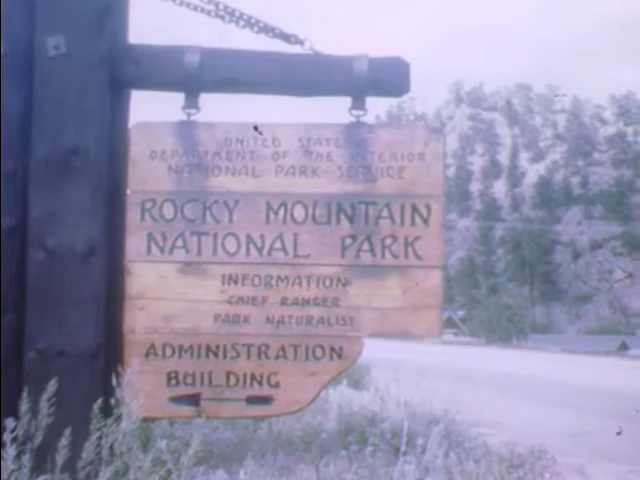 UNITED STATES
DEPARTMENT OF THE INTERIOR
NATIONAL PARK SERVICE
ROCKY MOUNTAIN
NATIONAL PARK
INFORMATION
CHIEF RANGER
PARK NATURALIST
ADMINISTRATION
BUILDING